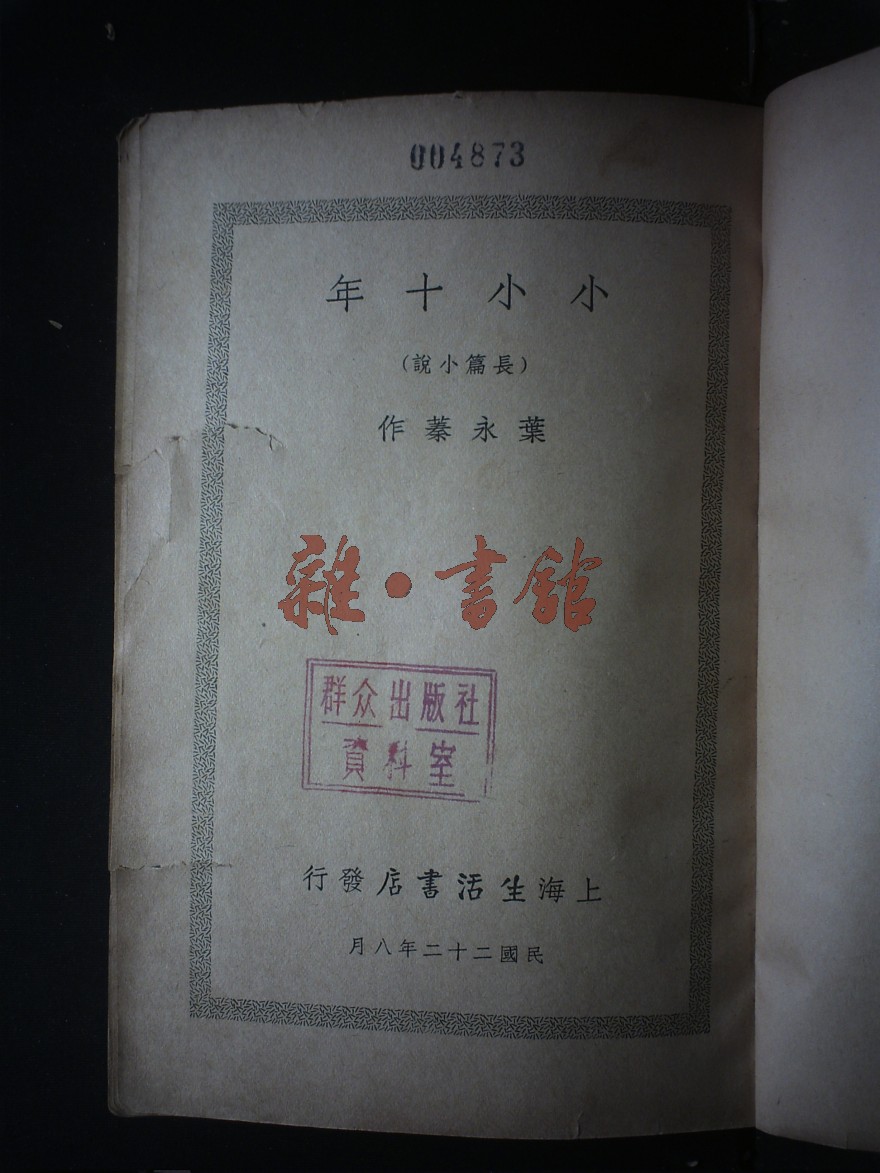 004873
小小十年
（長篇小說）
葉永蓁作
雜·書館
群众出版社
資料室
上海生活書店發行
民國二十二年八月